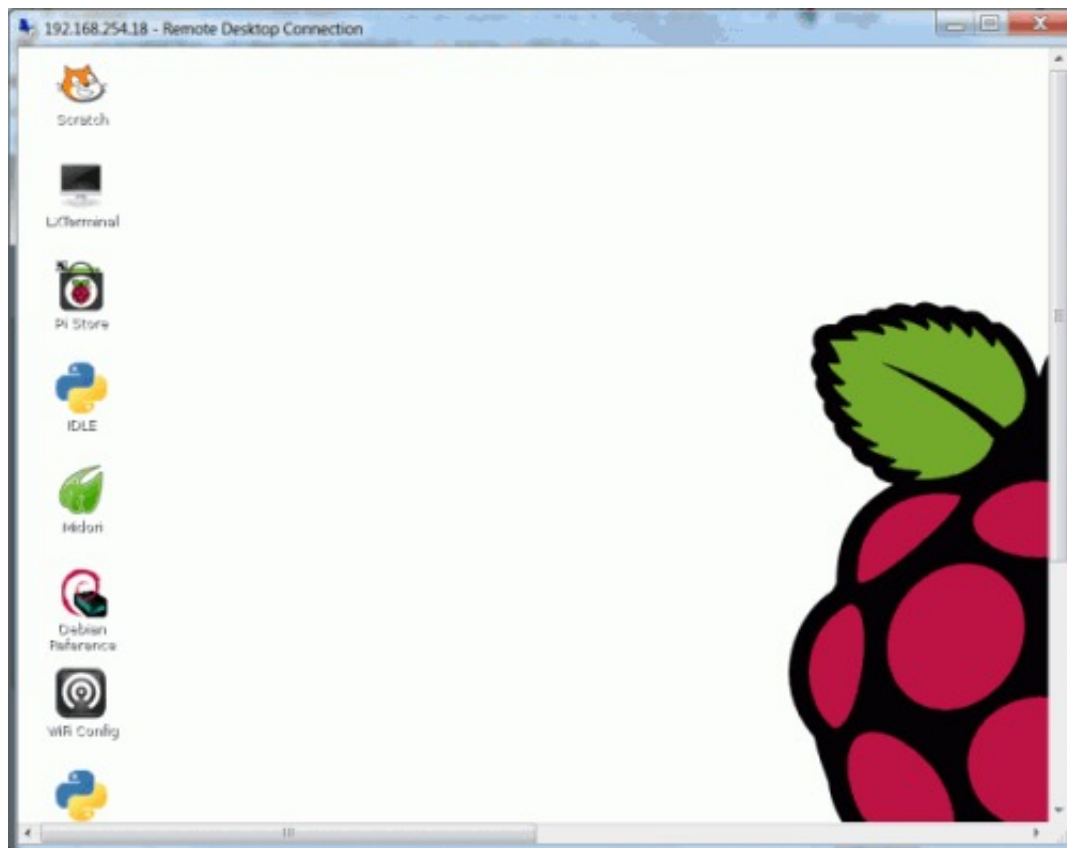 192.168.254.18 - Remote Desktop Connection
Scratch
LXTerminal
Pi Store
IDLE
Midori
Debian
Reference
WiFi Config